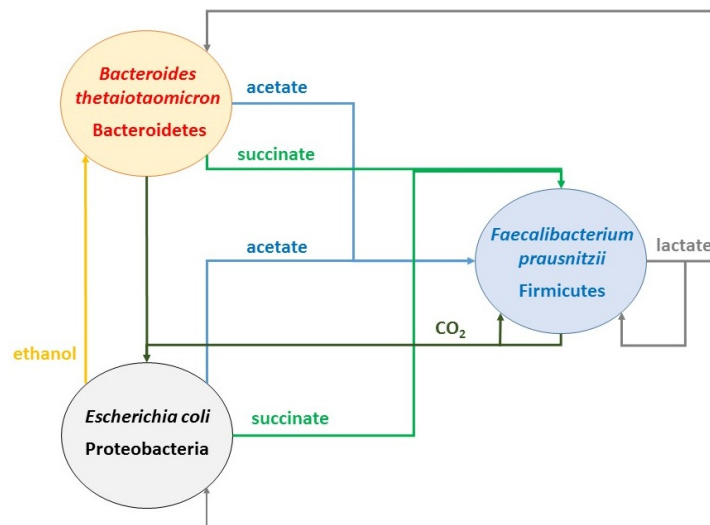 Bacteroides
thetaiotaomicron
Bacteroidetes
acetate
succinate
acetate
Faecalibacterium
prausnitzii
Firmicutes
lactate
CO₂
ethanol
Escherichia coli
Proteobacteria
succinate